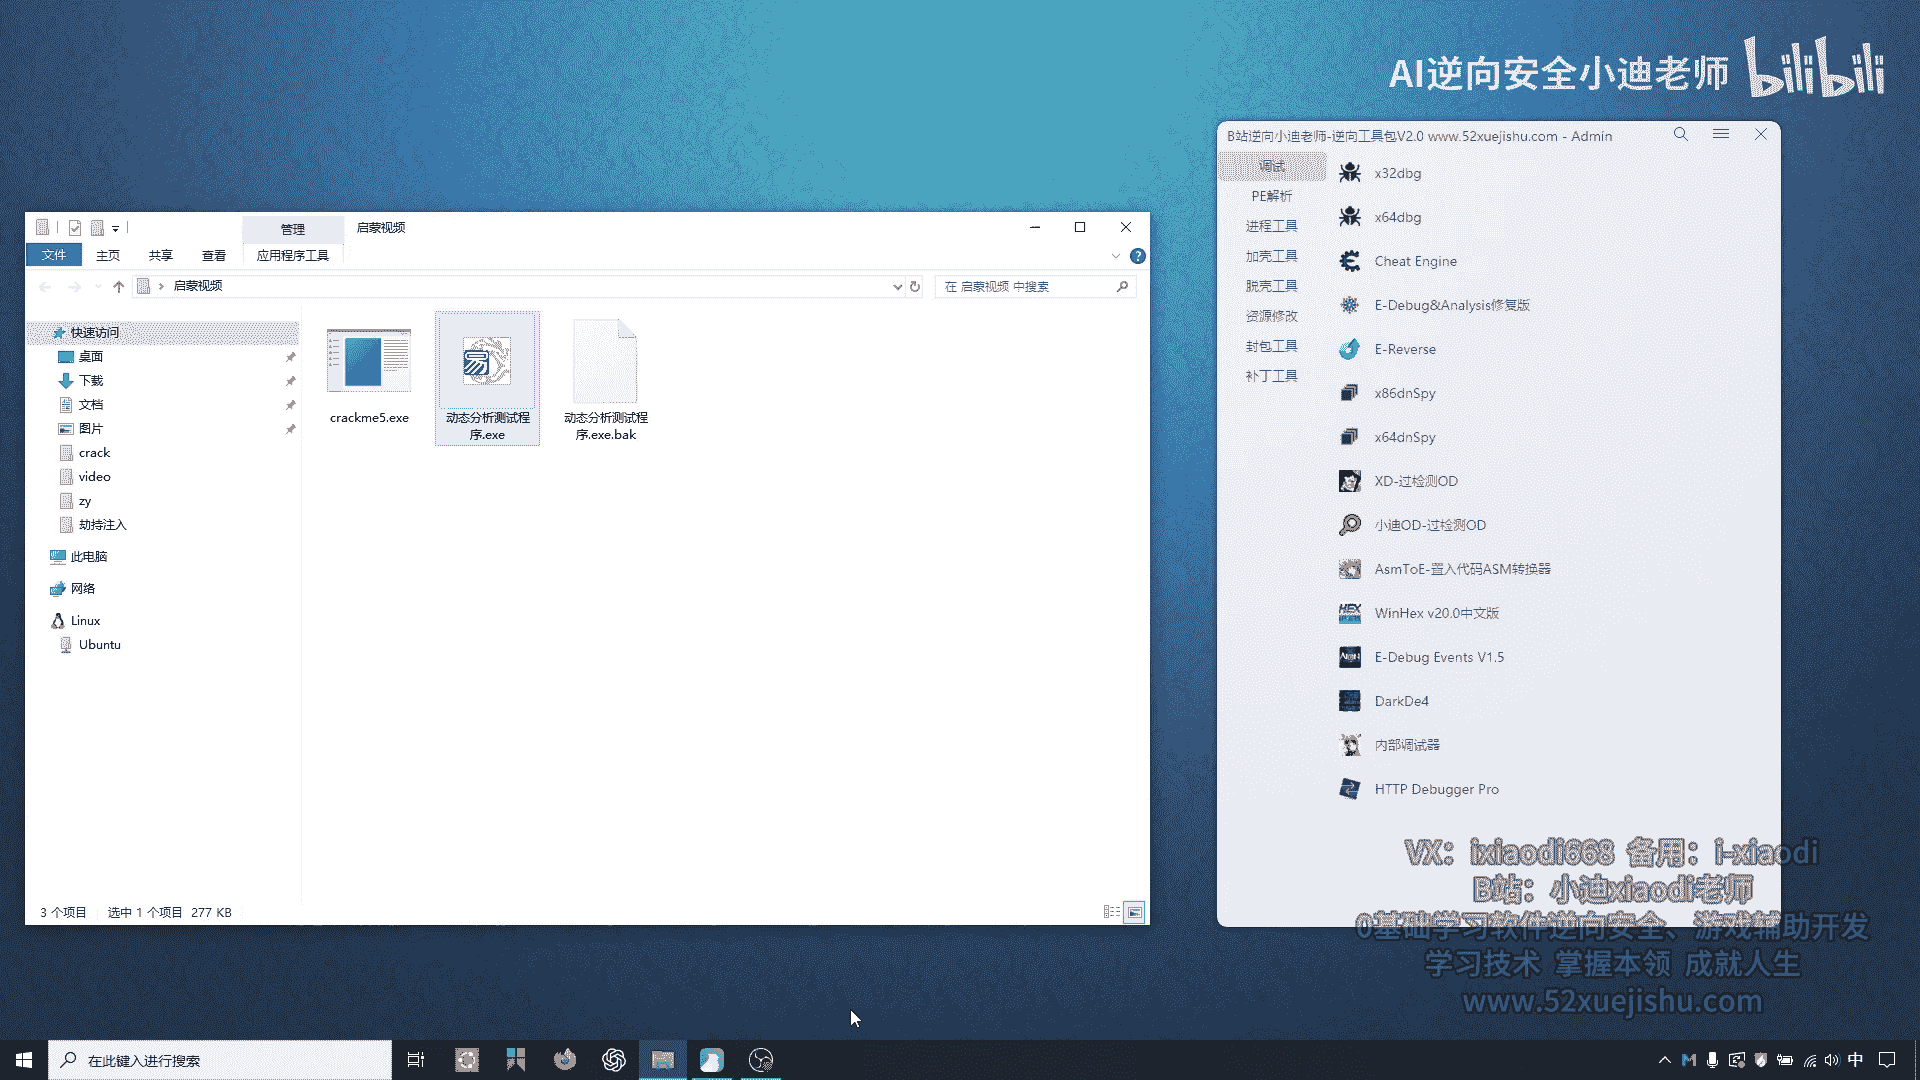 AI逆向安全小迪老师 bilibili
B站逆向小迪老师-逆向工具包V2.0 www.52xuejishu.com - Admin
调试
PE解析
进程工具
加壳工具
脱壳工具
资源修改
封包工具
补丁工具
x32dbg
x64dbg
Cheat Engine
E-Debug&Analysis修复版
E-Reverse
x86dnSpy
x64dnSpy
XD-过检测OD
小迪OD-过检测OD
AsmToE-置入代码ASM转换器
WinHex v20.0中文版
E-Debug Events V1.5
DarkDe4
内部调试器
HTTP Debugger Pro
管理
启蒙视频
文件
主页
共享
查看
应用程序工具
启蒙视频
在 启蒙视频 中搜索
快速访问
桌面
下载
文档
图片
crack
video
zy
劫持注入
此电脑
网络
Linux
Ubuntu
crackme5.exe
动态分析测试程
序.exe
动态分析测试程
序.exe.bak
3 个项目
选中 1 个项目 277 KB
VX：ixiaodi668 备用：i-xiaodi
B站：小迪xiaodi老师
0基础学习软件逆向安全、游戏辅助开发
学习技术 掌握本领 成就人生
www.52xuejishu.com
在此键入进行搜索
中